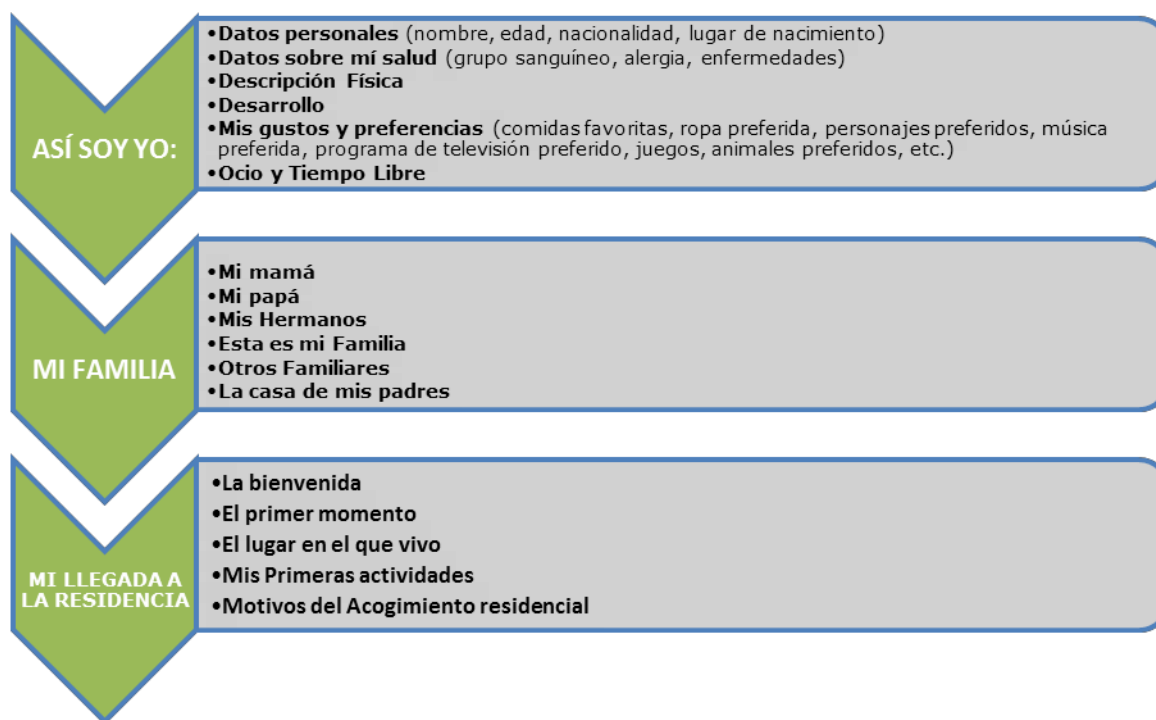 ASÍ SOY YO:
•Datos personales (nombre, edad, nacionalidad, lugar de nacimiento)
•Datos sobre mí salud (grupo sanguíneo, alergia, enfermedades)
•Descripción Física
•Desarrollo
•Mis gustos y preferencias (comidas favoritas, ropa preferida, personajes preferidos, música
preferida, programa de televisión preferido, juegos, animales preferidos, etc.)
•Ocio y Tiempo Libre
MI FAMILIA
•Mi mamá
•Mi papá
•Mis Hermanos
•Esta es mi Familia
•Otros Familiares
•La casa de mis padres
MI LLEGADA A
LA RESIDENCIA
•La bienvenida
•El primer momento
•El lugar en el que vivo
•Mis Primeras actividades
•Motivos del Acogimiento residencial